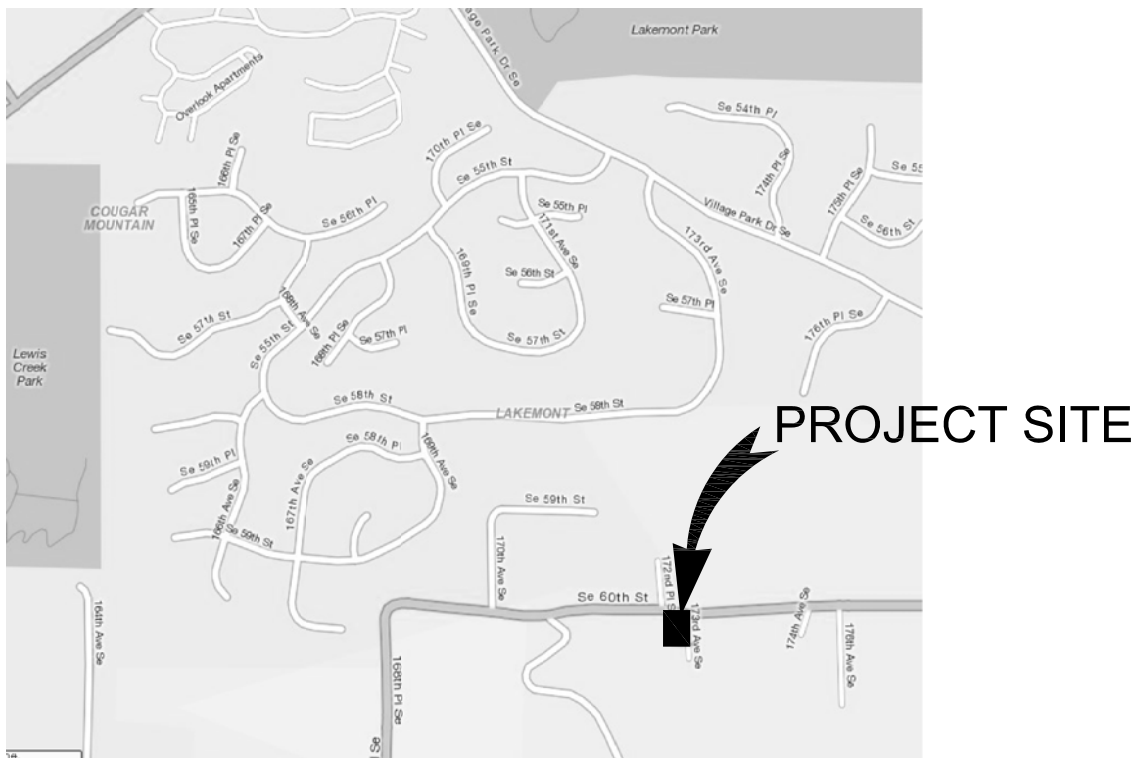 Lakemont Park
age Park Dr Se
Overlook Apartments
Se 54th Pl
170th Pl Se
166th Pl Se
Se 55th St
174th Pl Se
175th Pl Se
Se 55
165th Pl Se
167th Pl Se
COUGAR
MOUNTAIN
Se 56th Pl
Se 55th Pl
171st Ave Se
Village Park Dr Se
Se 56th St
173rd Ave Se
169th Pl Se
Se 56th St
168th Ave Se
Se 57th Pl
176th Pl Se
Se 57th St
Se 55th St
168th Pl Se
Se 57th Pl
Se 57th St
Lewis
Creek
Park
Se 58th St
LAKEMONT
Se 58th St
PROJECT SITE
Se 58th Pl
169th Ave Se
Se 59th Pl
167th Ave Se
166th Ave Se
Se 59th St
Se 59th St
170th Ave Se
172nd Pl S
Se 60th St
164th Ave Se
173rd Ave Se
174th Ave Se
176th Ave Se
168th Pl Se
l Se